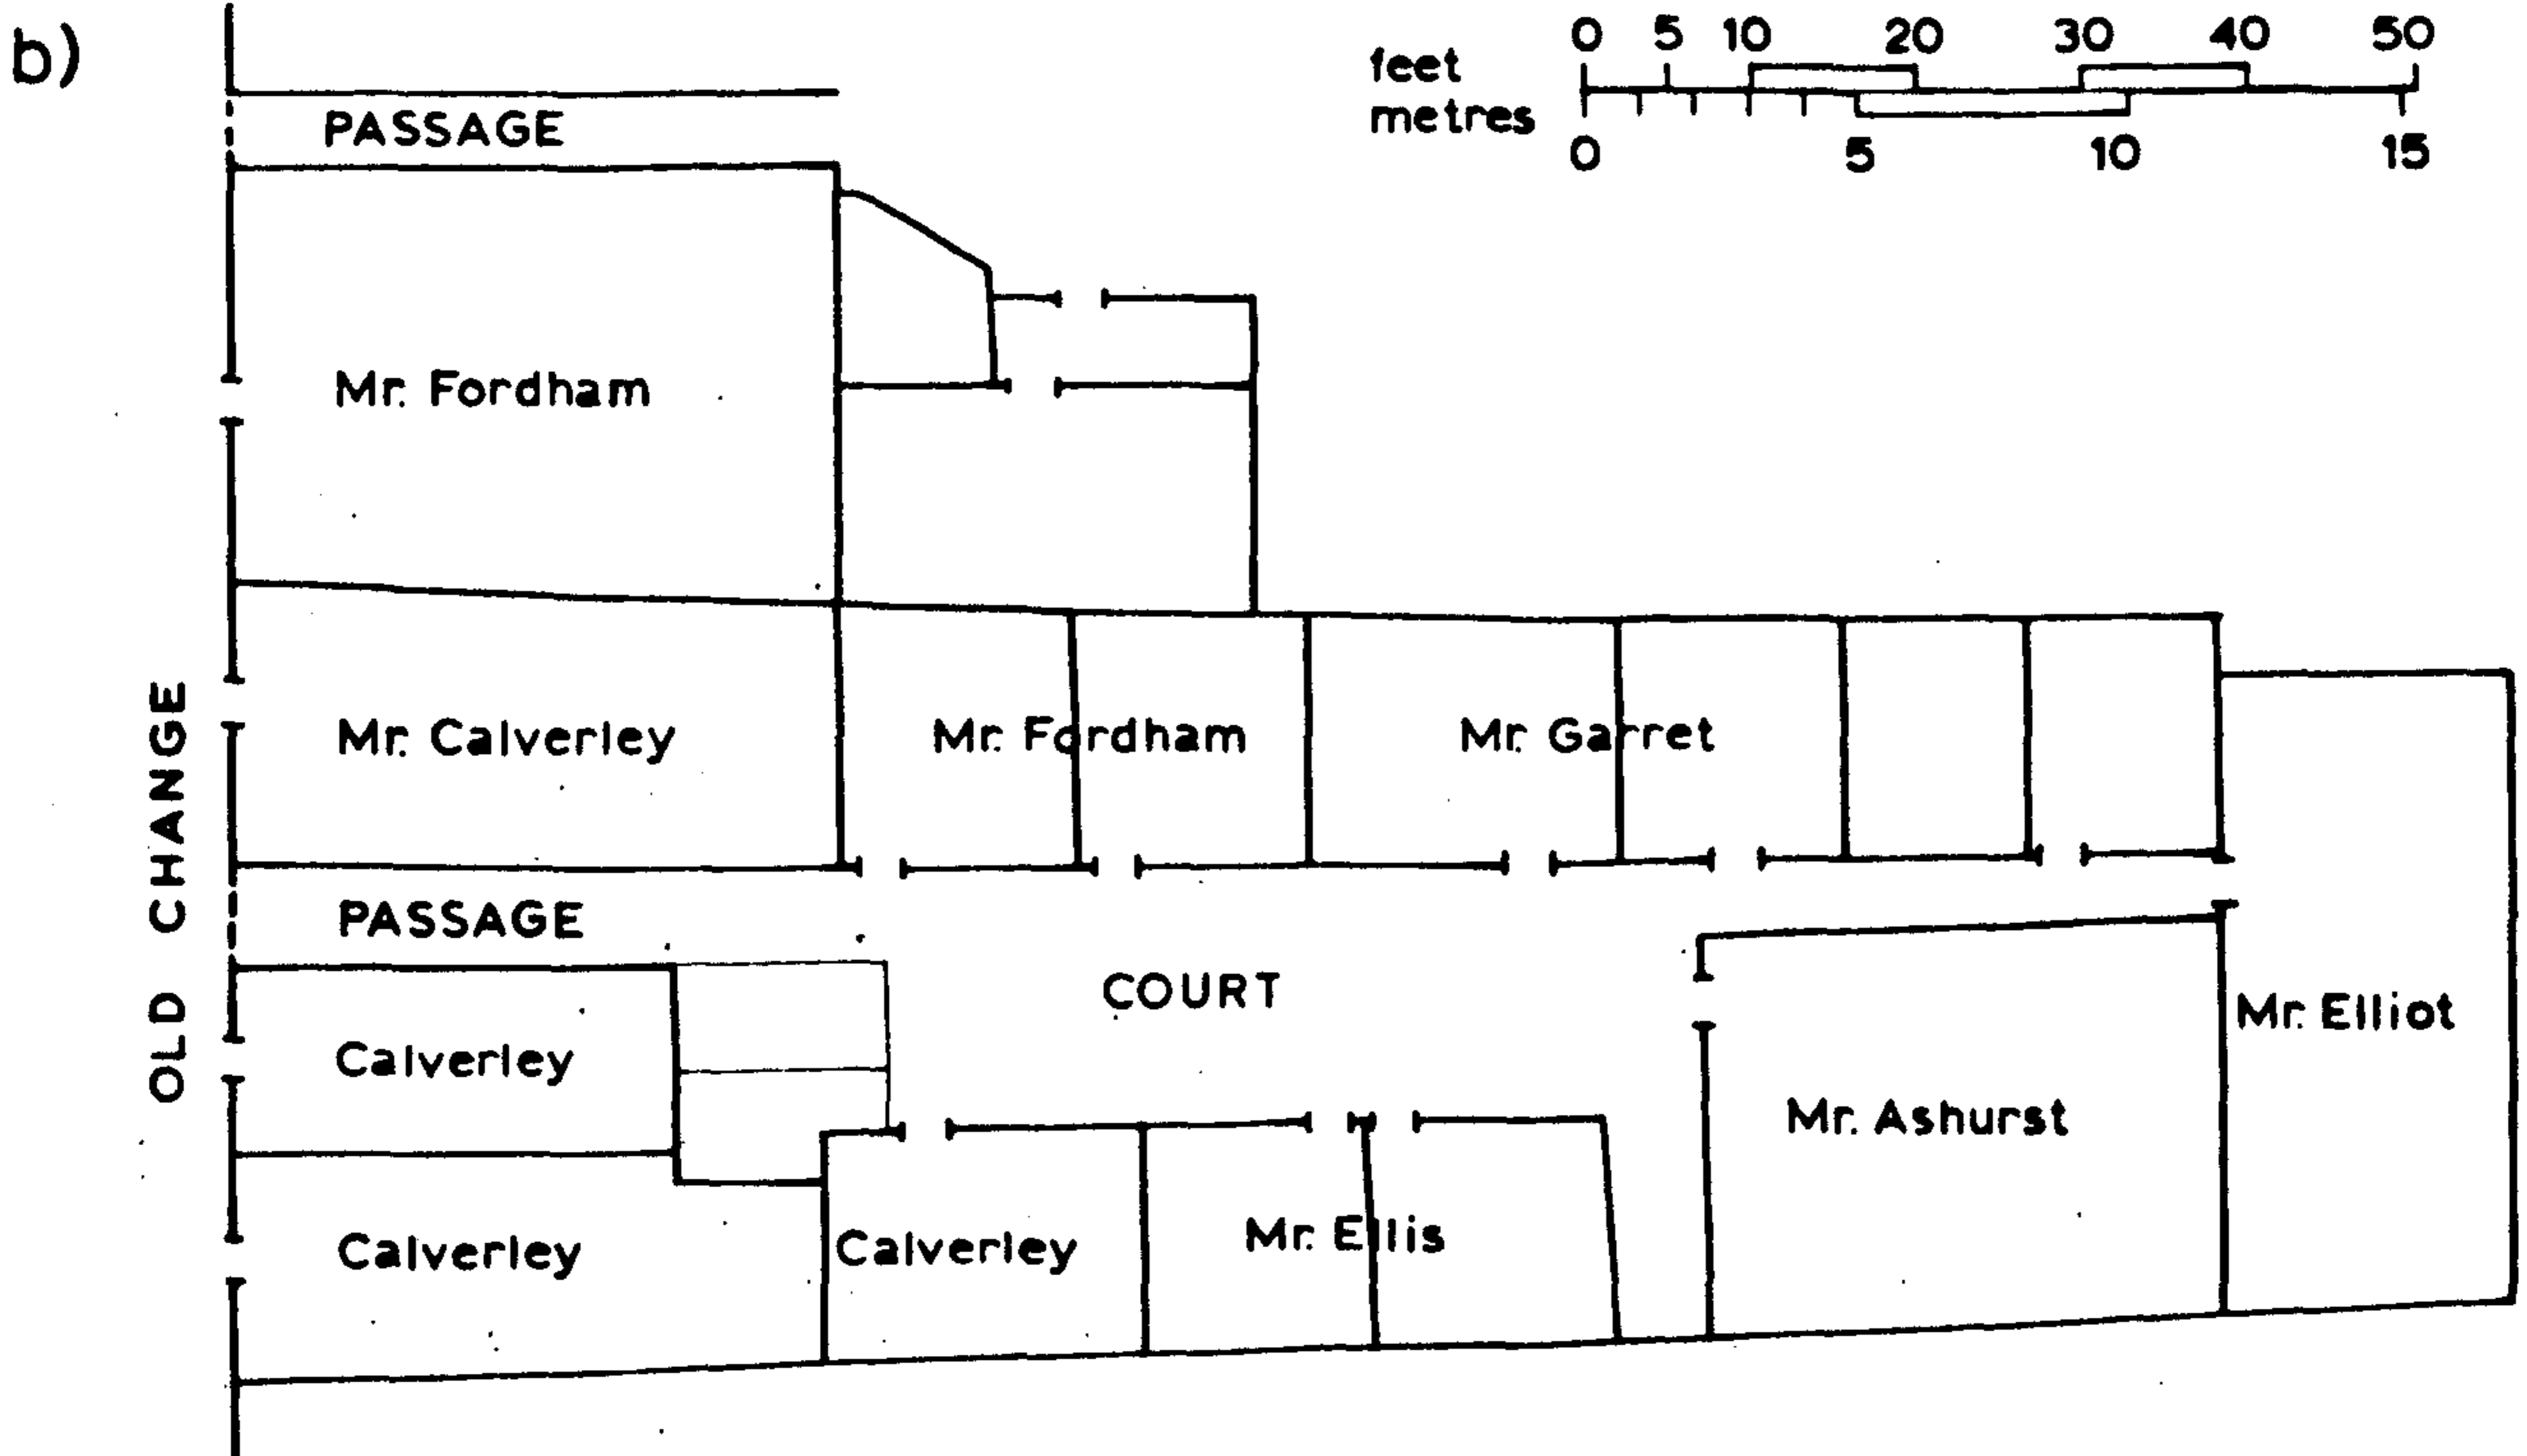 b)
0 5 10 20 30 40 50
feet
metres
0 5 10 15
PASSAGE
Mr. Fordham
OLD CHANGE
Mr. Calverley
Mr. Fordham
Mr. Garret
PASSAGE
COURT
Calverley
Mr. Elliot
Mr. Ashurst
Calverley
Calverley
Mr. Ellis